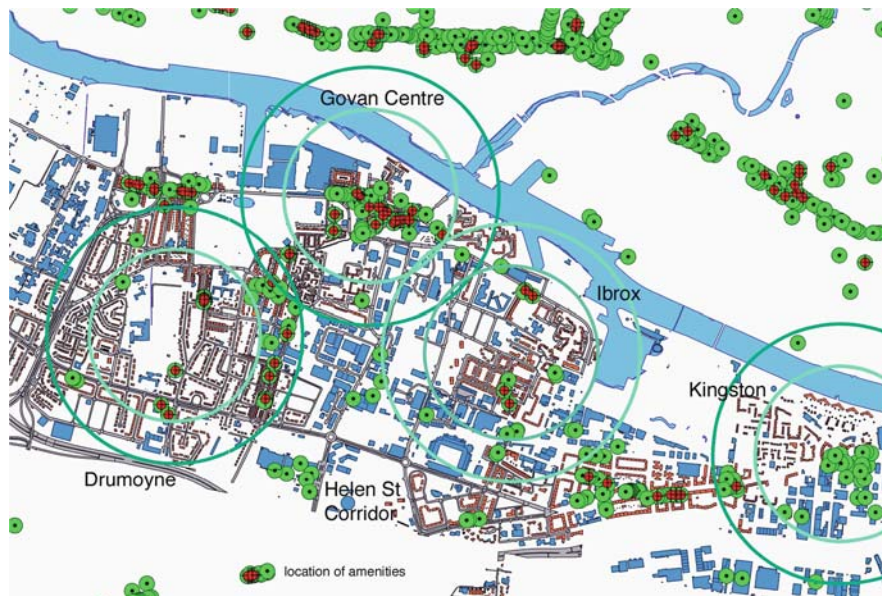 Govan Centre
Ibrox
Kingston
Drumoyne
Helen St
Corridor
location of amenities